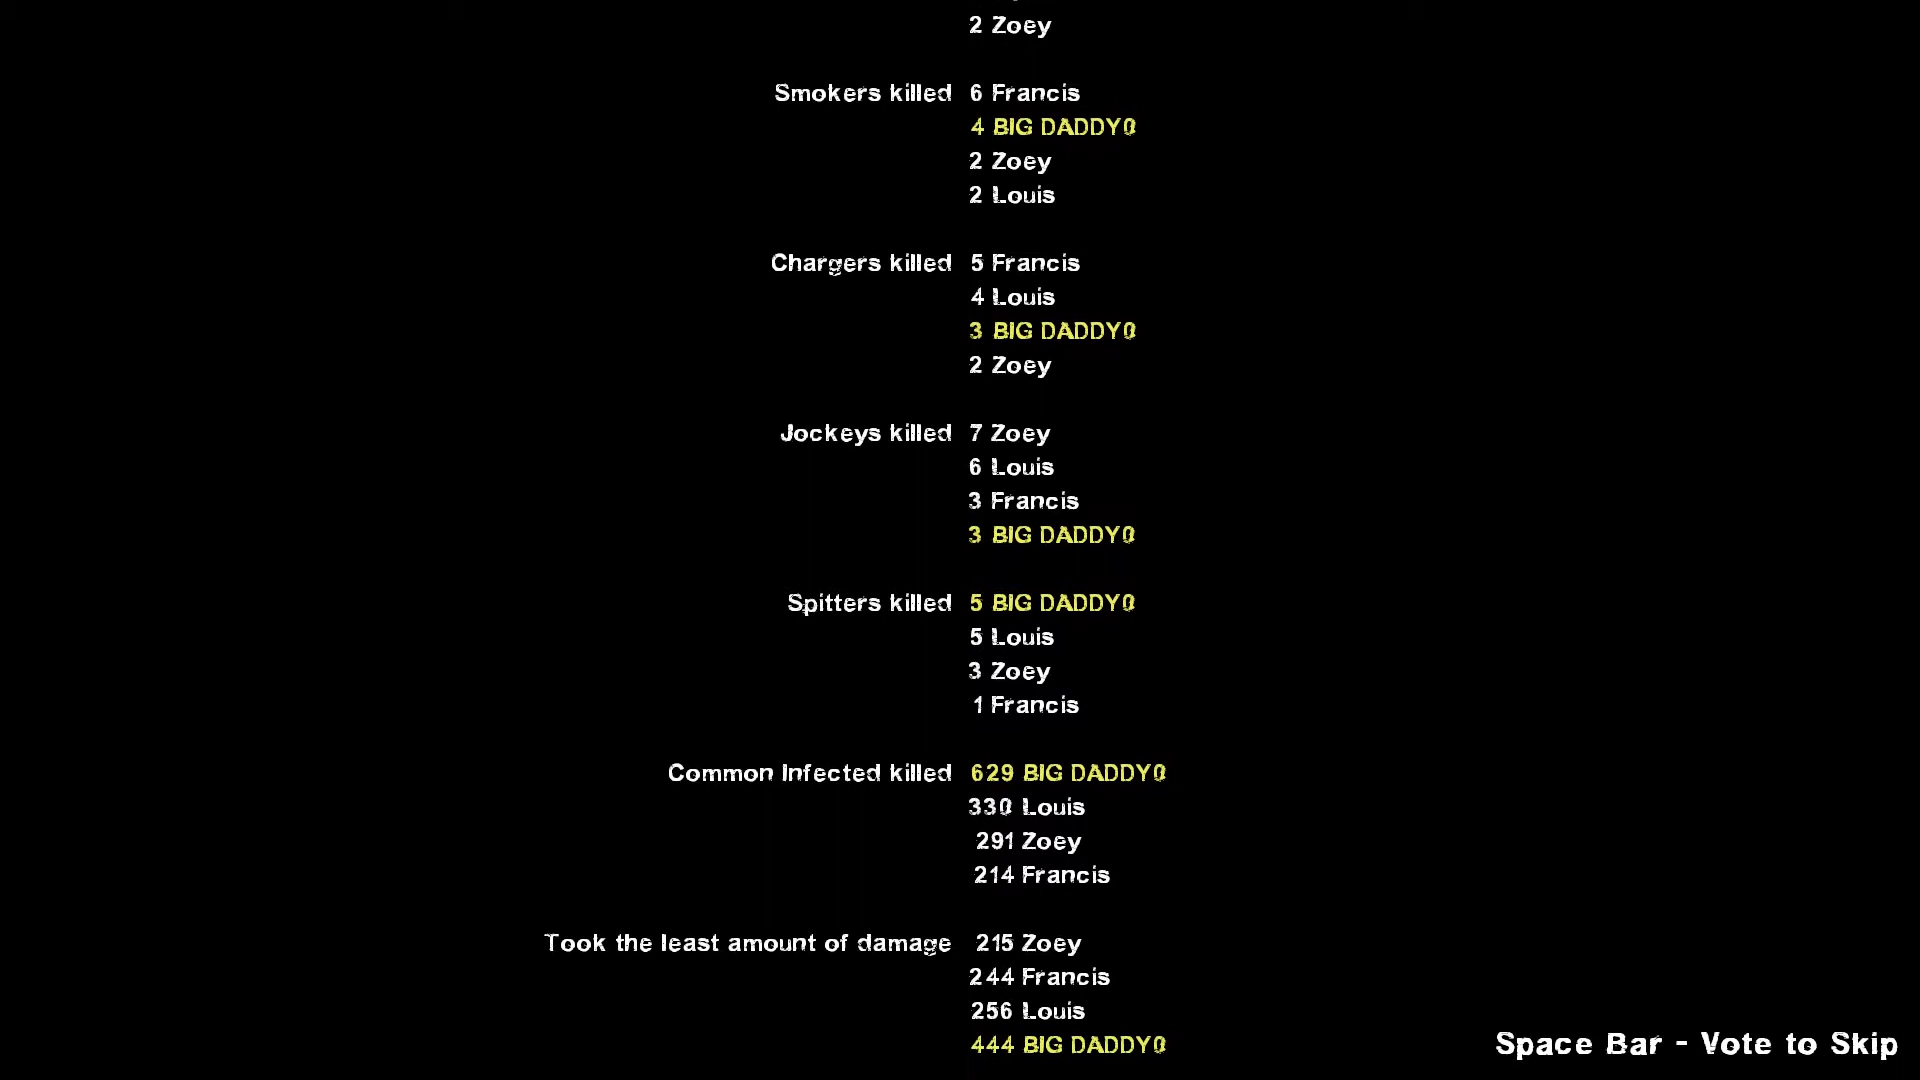 2 Zoey
Smokers killed 6 Francis
4 BIG DADDY0
2 Zoey
2 Louis
Chargers killed 5 Francis
4 Louis
3 BIG DADDY0
2 Zoey
Jockeys killed 7 Zoey
6 Louis
3 Francis
3 BIG DADDY0
Spitters killed 5 BIG DADDY0
5 Louis
3 Zoey
1 Francis
Common Infected killed 629 BIG DADDY0
330 Louis
291 Zoey
214 Francis
Took the least amount of damage 215 Zoey
244 Francis
256 Louis
444 BIG DADDY0
Space Bar - Vote to Skip